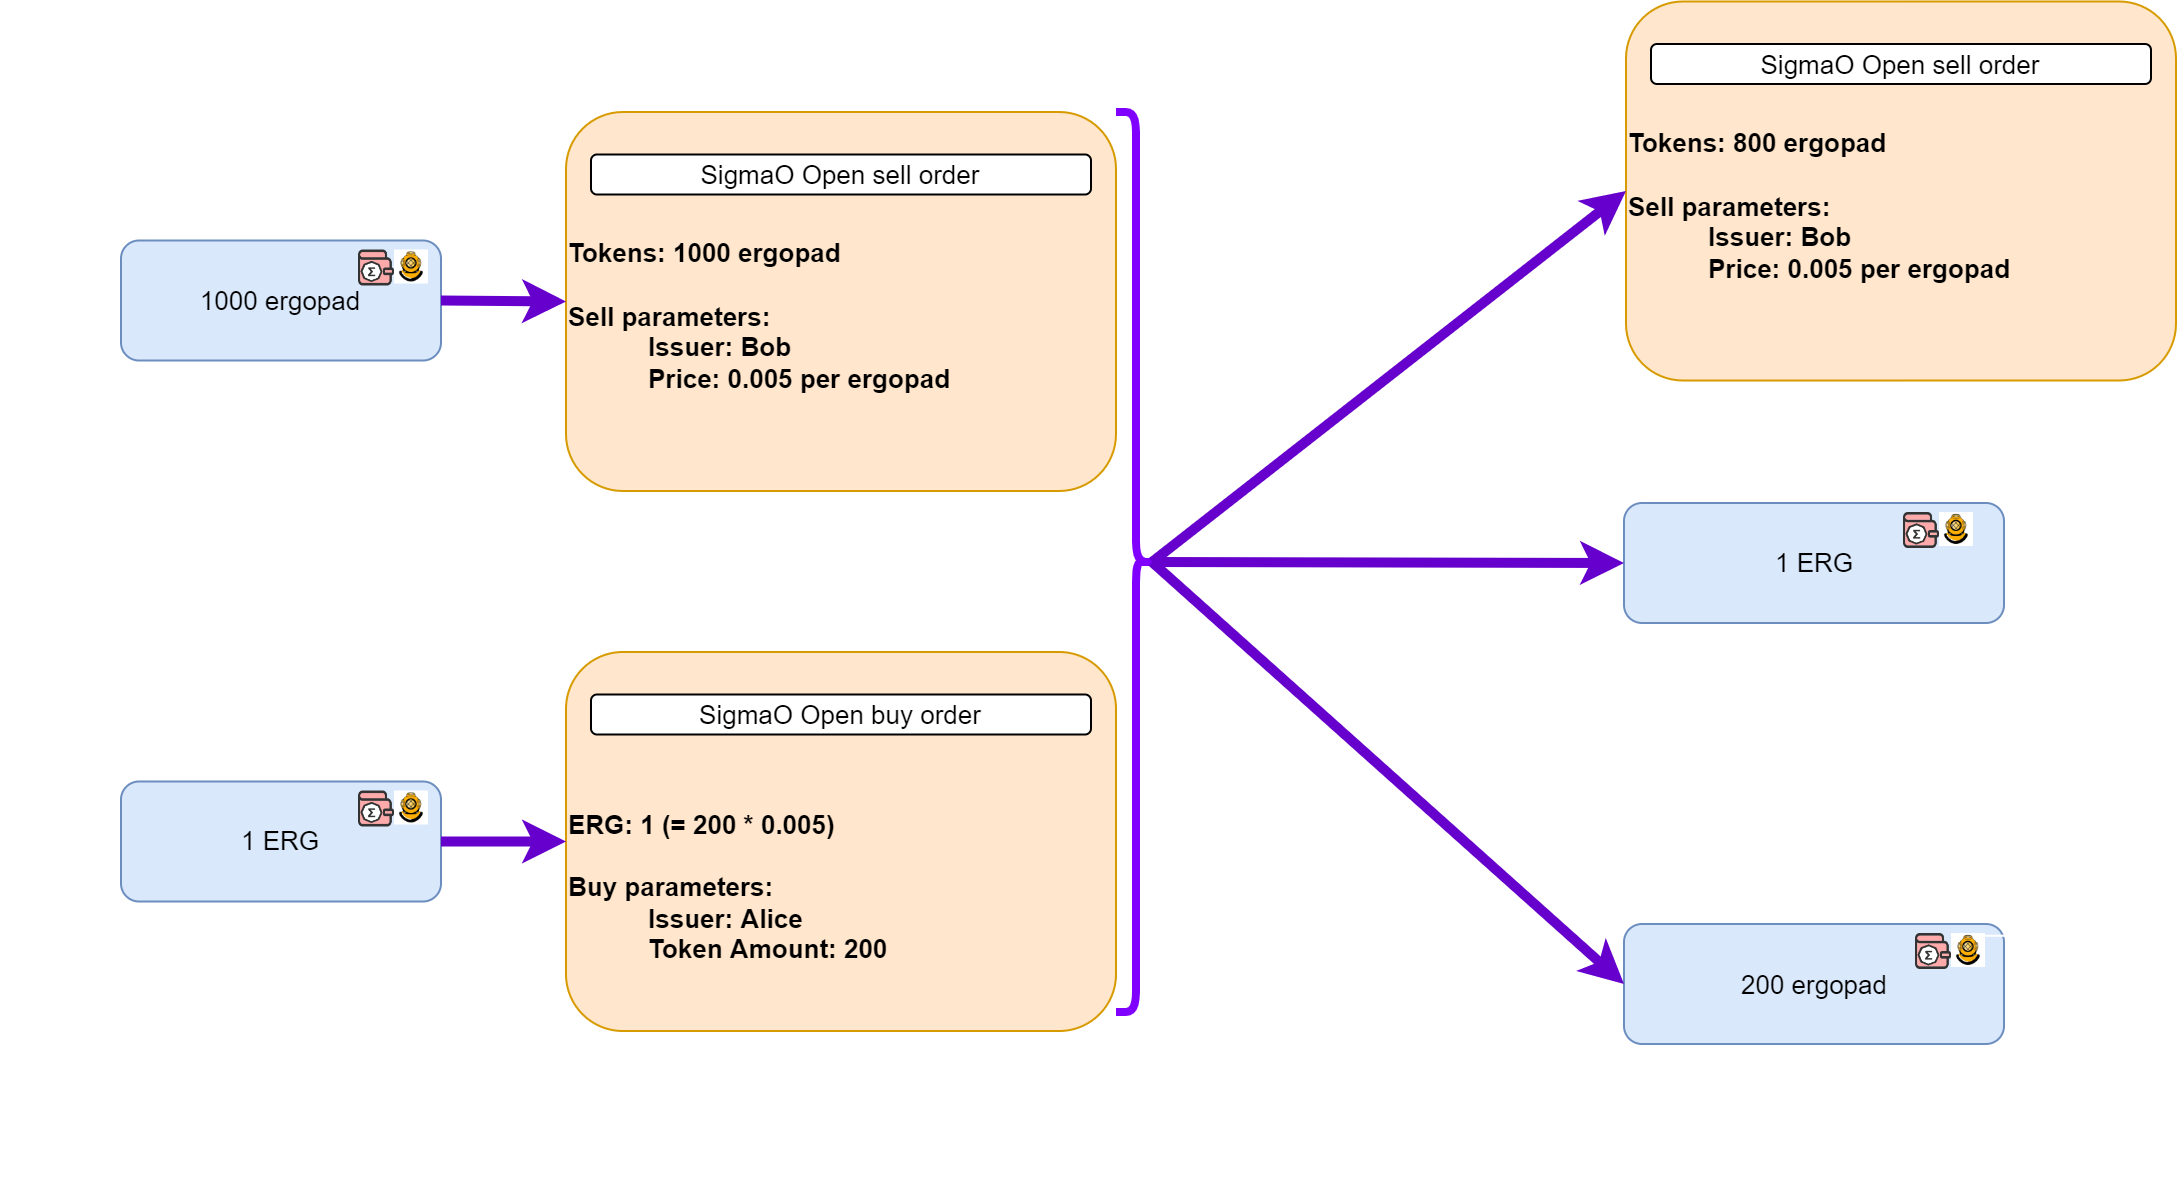 1000 ergopad
SigmaO Open sell order
Tokens: 1000 ergopad
Sell parameters:
Issuer: Bob
Price: 0.005 per ergopad
1 ERG
SigmaO Open buy order
ERG: 1 (= 200 * 0.005)
Buy parameters:
Issuer: Alice
Token Amount: 200
SigmaO Open sell order
Tokens: 800 ergopad
Sell parameters:
Issuer: Bob
Price: 0.005 per ergopad
1 ERG
200 ergopad